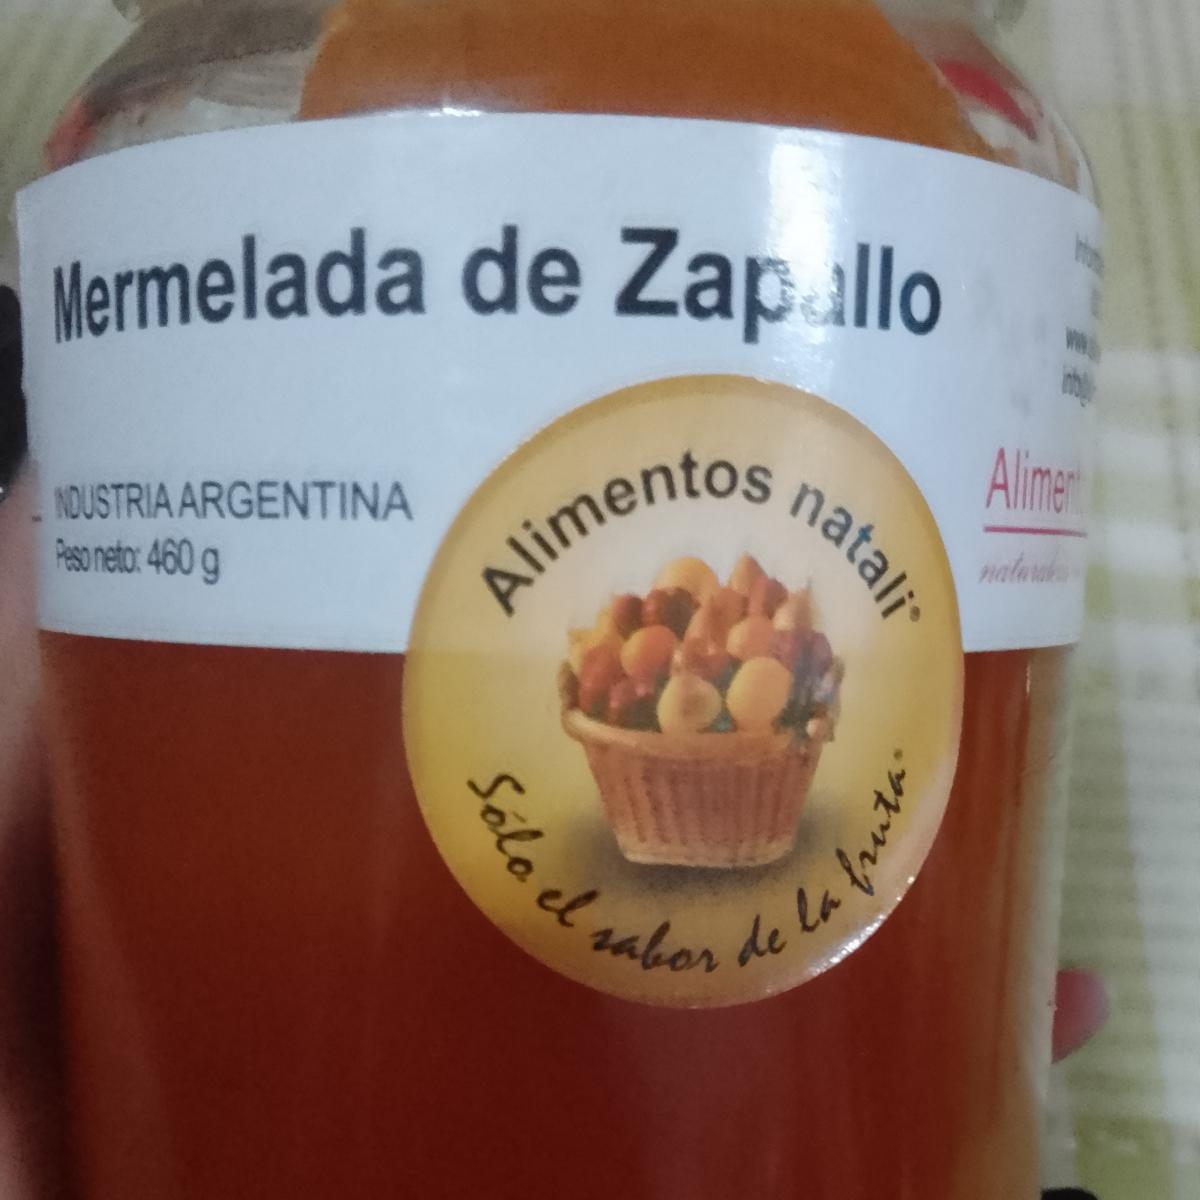 Mermelada de Zapallo
INDUSTRIA ARGENTINA
Peso neto: 460 g
Alimentos natali®
Sólo el sabor de la fruta